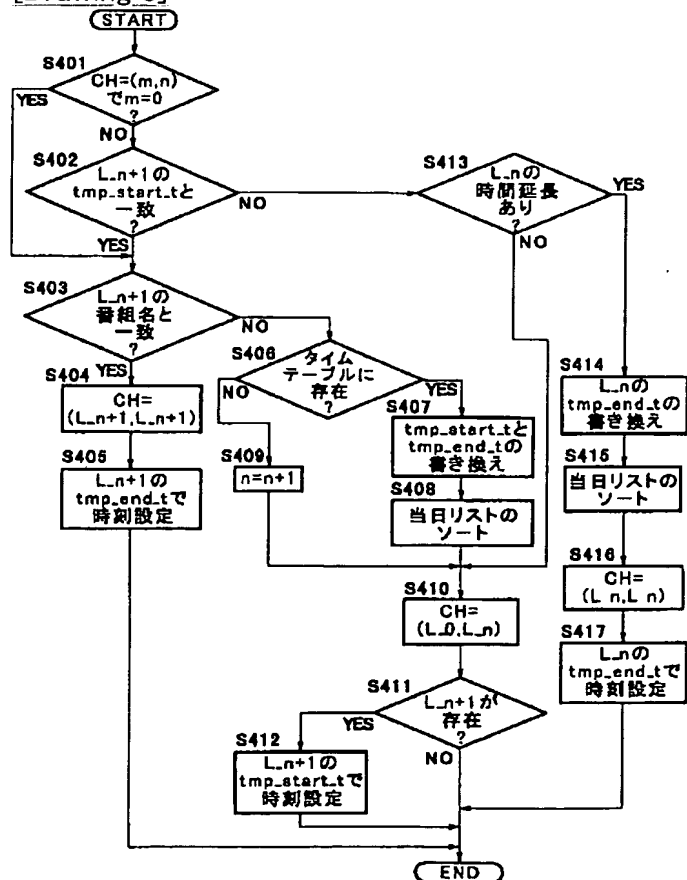 START
S401
CH=(m,n)
でm=0
?
YES
NO
S402
L_n+1の
tmp_start_tと
一致
?
NO
YES
S413
L_nの
時間延長
あり
?
YES
NO
S403
L_n+1の
番組名と
一致
?
NO
YES
S404
CH=
(L_n+1,L_n+1)
S405
L_n+1の
tmp_end_tで
時刻設定
S406
タイム
テーブルに
存在
?
NO
YES
S407
tmp_start_tと
tmp_end_tの
書き換え
S408
当日リストの
ソート
S409
n=n+1
S414
L_nの
tmp_end_tの
書き換え
S415
当日リストの
ソート
S416
CH=
(L_n,L_n)
S417
L_nの
tmp_end_tで
時刻設定
S410
CH=
(L_0,L_n)
S411
L_n+1が
存在
?
YES
NO
S412
L_n+1の
tmp_start_tで
時刻設定
END